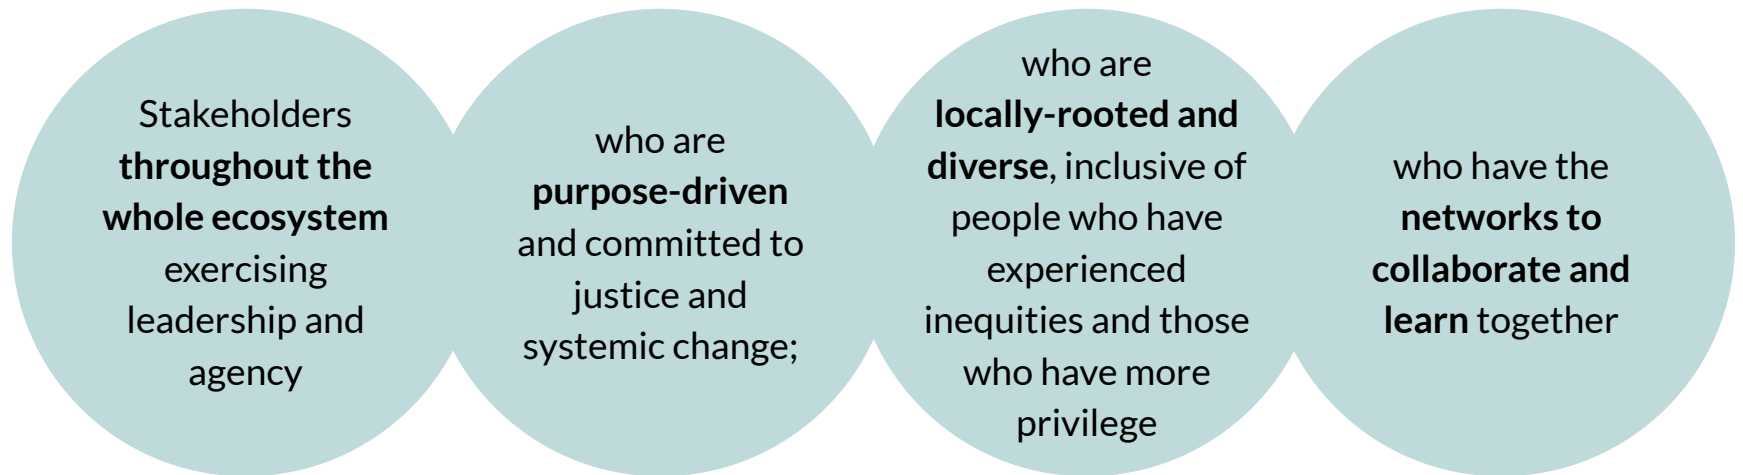 Stakeholders
throughout the
whole ecosystem
exercising
leadership and
agency
who are
purpose-driven
and committed to
justice and
systemic change;
who are
locally-rooted and
diverse, inclusive of
people who have
experienced
inequities and those
who have more
privilege
who have the
networks to
collaborate and
learn together